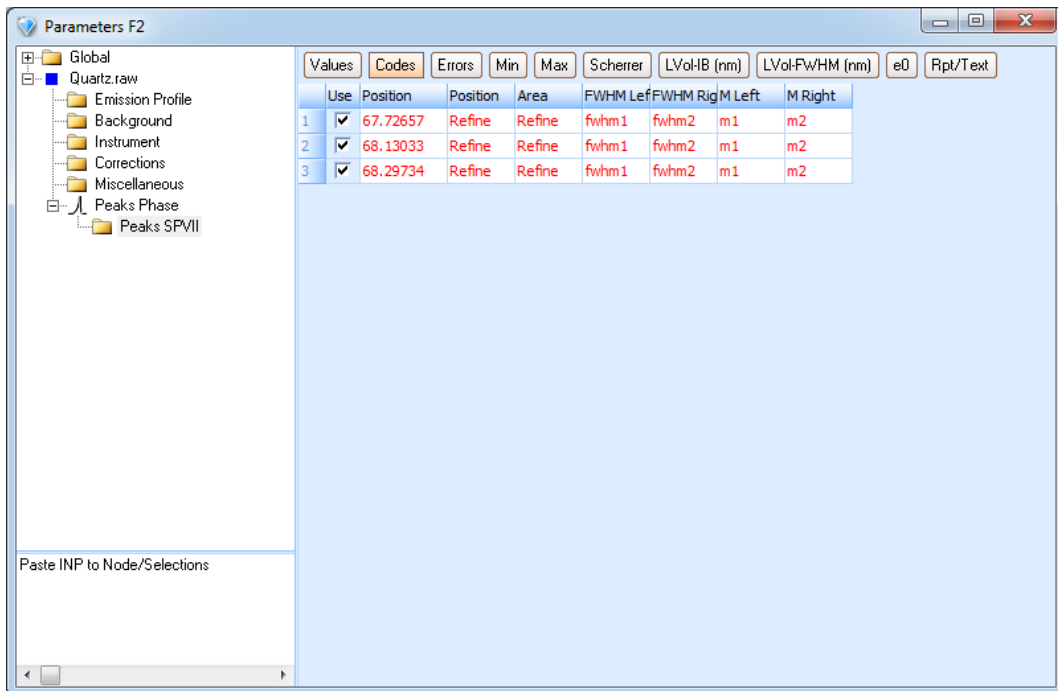 Parameters F2
Global
Quartz.raw
Emission Profile
Background
Instrument
Corrections
Miscellaneous
Peaks Phase
Peaks SPVII
Paste INP to Node/Selections
Values Codes Errors Min Max Scherrer LVol-IB (nm) LVol-FWHM (nm) e0 Rpt/Text
Use Position Position Area FWHM Lef FWHM Rig M Left M Right
1 67.72657 Refine Refine fwhm1 fwhm2 m1 m2
2 68.13033 Refine Refine fwhm1 fwhm2 m1 m2
3 68.29734 Refine Refine fwhm1 fwhm2 m1 m2